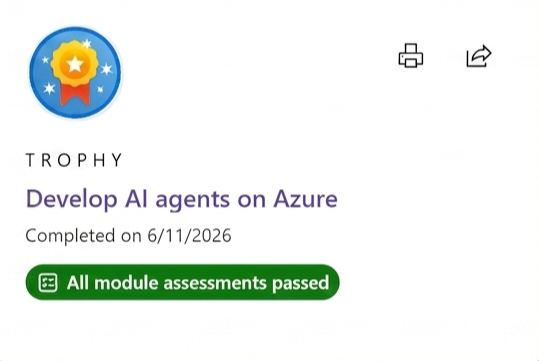 TROPHY
Develop AI agents on Azure
Completed on 6/11/2026
All module assessments passed